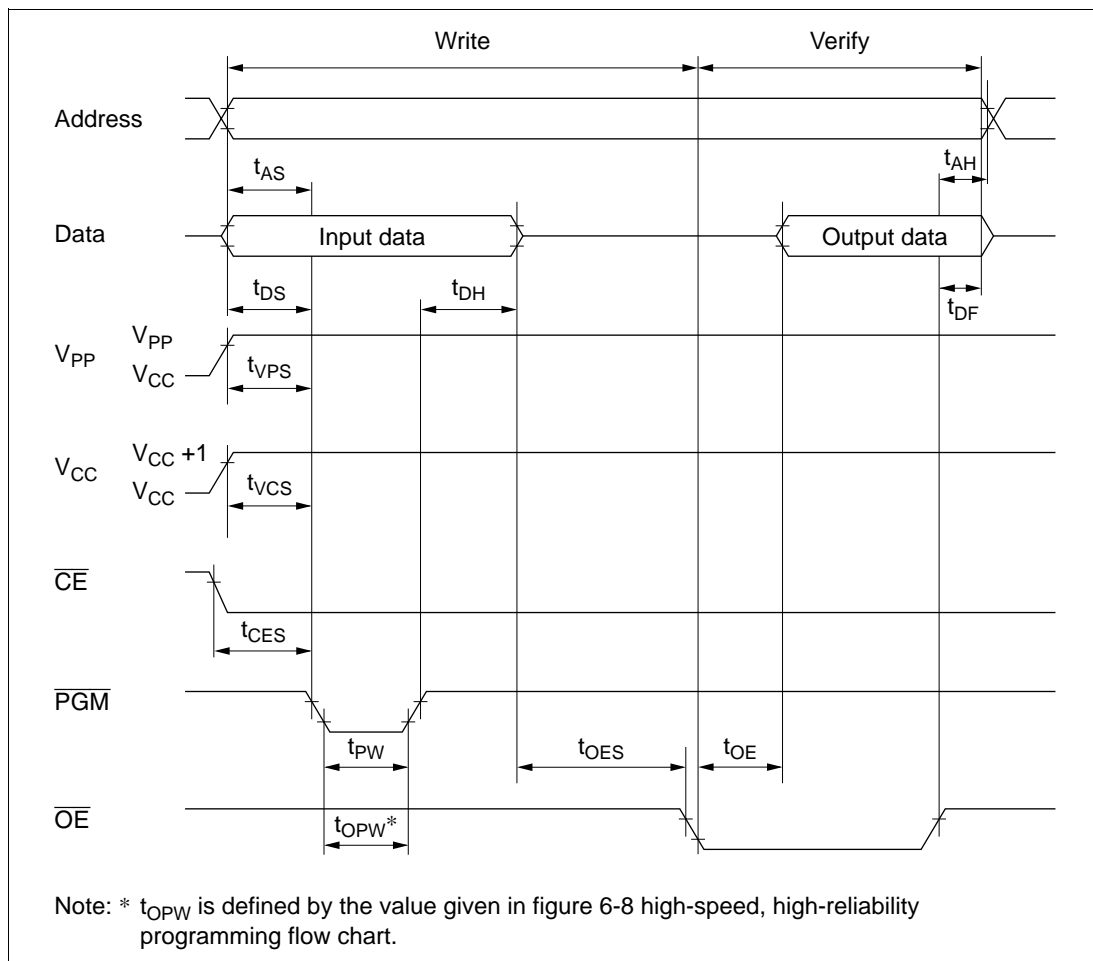 Write Verify
Address
tAS
tAH
Data Input data Output data
tDS tDH
tDF
VPP VPP
VCC
tVPS
VCC VCC +1
VCC
tVCS
CE
tCES
PGM
tPW
tOES tOE
OE
tOPW*
Note: * tOPW is defined by the value given in figure 6-8 high-speed, high-reliability
programming flow chart.